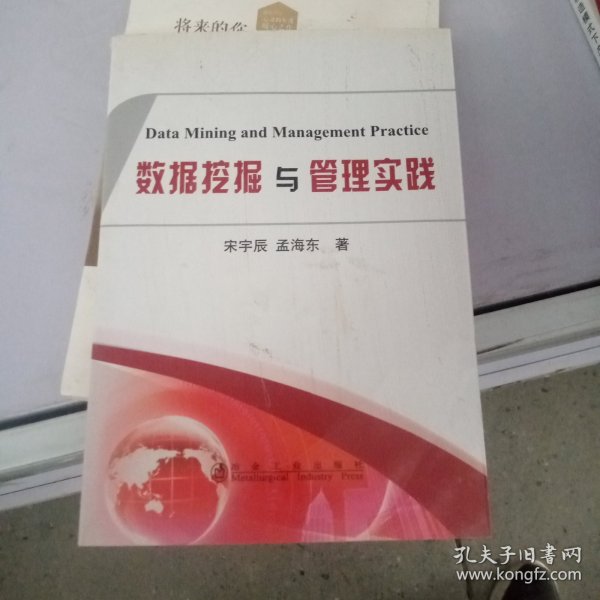 将来的你
Data Mining and Management Practice
数据挖掘与管理实践
宋宇辰 孟海东 著
冶金工业出版社
Metallurgical Industry Press
孔夫子旧书网
www.kongfz.com